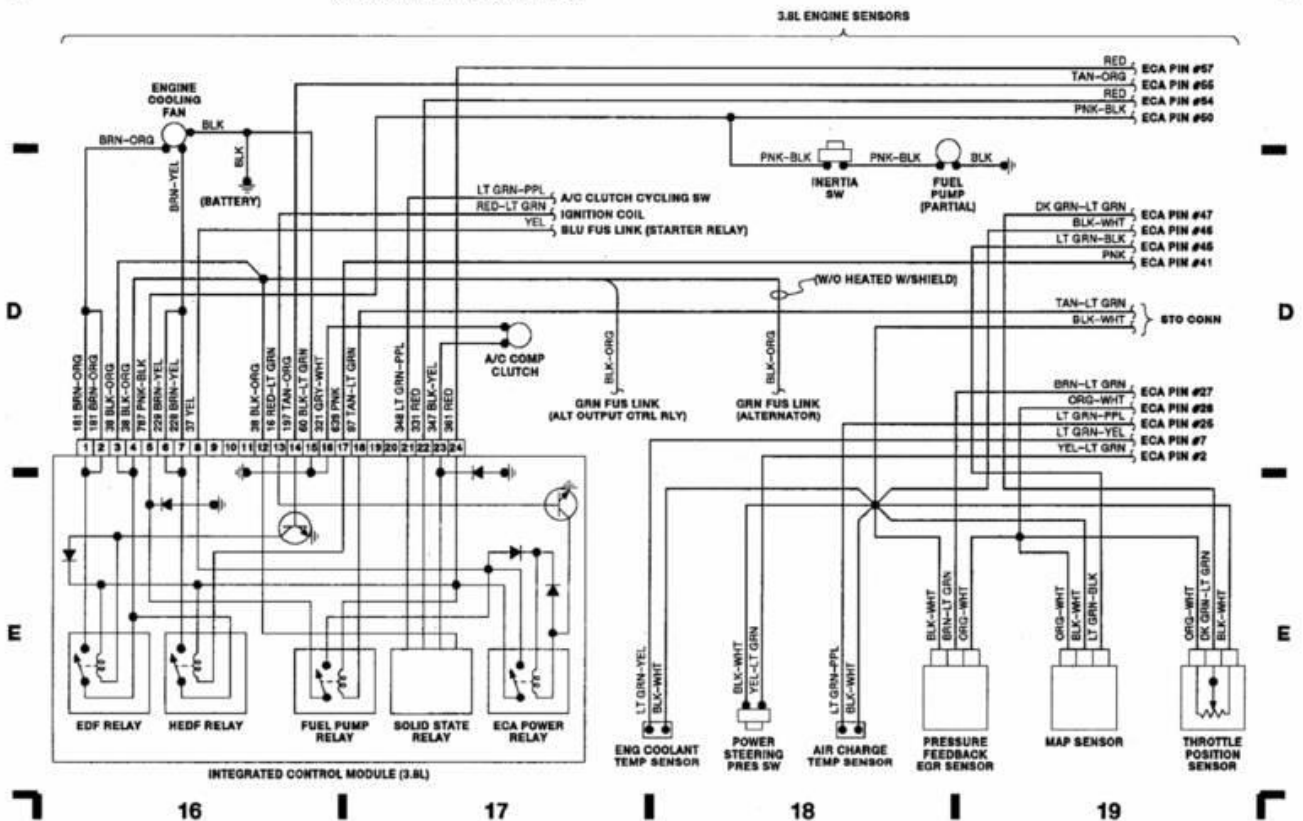 3.8L ENGINE SENSORS
RED
ECA PIN #57
TAN-ORG
ECA PIN #55
RED
ECA PIN #54
PNK-BLK
ECA PIN #50
ENGINE
COOLING
FAN
BRN-ORG
BLK
BLK
BRN-YEL
(BATTERY)
PNK-BLK
PNK-BLK
BLK
INERTIA
SW
FUEL
PUMP
(PARTIAL)
LT GRN-PPL
A/C CLUTCH CYCLING SW
RED-LT GRN
IGNITION COIL
YEL
BLU FUS LINK (STARTER RELAY)
DK GRN-LT GRN
ECA PIN #47
BLK-WHT
ECA PIN #46
LT GRN-BLK
ECA PIN #45
PNK
ECA PIN #41
(W/O HEATED W/SHIELD)
D
D
TAN-LT GRN
BLK-WHT
STO CONN
A/C COMP
CLUTCH
BLK-ORG
BLK-ORG
GRN FUS LINK
(ALT OUTPUT CTRL RLY)
GRN FUS LINK
(ALTERNATOR)
181 BRN-ORG
181 BRN-ORG
38 BLK-ORG
38 BLK-ORG
787 PNK-BLK
228 BRN-YEL
228 BRN-YEL
37 YEL
38 BLK-ORG
16 RED-LT GRN
197 TAN-ORG
60 BLK-LT GRN
321 GRY-WHT
639 PNK
97 TAN-LT GRN
348 LT GRN-PPL
331 RED
347 BLK-YEL
361 RED
BRN-LT GRN
ECA PIN #27
ORG-WHT
ECA PIN #26
LT GRN-PPL
ECA PIN #25
LT GRN-YEL
ECA PIN #7
YEL-LT GRN
ECA PIN #2
1 2 3 4 5 6 7 8 9 10 11 12 13 14 15 16 17 18 19 20 21 22 23 24
E
E
LT GRN-YEL
BLK-WHT
BLK-WHT
YEL-LT GRN
LT GRN-PPL
BLK-WHT
BLK-WHT
BRN-LT GRN
ORG-WHT
ORG-WHT
BLK-WHT
LT GRN-BLK
ORG-WHT
DK GRN-LT GRN
BLK-WHT
EDF RELAY
HEDF RELAY
FUEL PUMP
RELAY
SOLID STATE
RELAY
ECA POWER
RELAY
ENG COOLANT
TEMP SENSOR
POWER
STEERING
PRES SW
AIR CHARGE
TEMP SENSOR
PRESSURE
FEEDBACK
EGR SENSOR
MAP SENSOR
THROTTLE
POSITION
SENSOR
INTEGRATED CONTROL MODULE (3.8L)
16
17
18
19